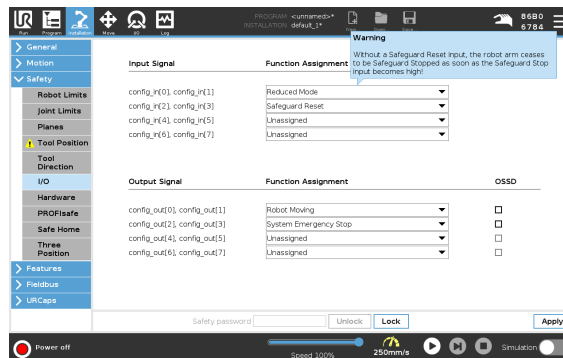 PROGRAM <unnamed>*
INSTALLATION default_1*
86B0
6784
Run
Program
Installation
Move
I/O
Log
Warning
Without a Safeguard Reset input, the robot arm ceases
to be Safeguard Stopped as soon as the Safeguard Stop
input becomes high!
General
Motion
Safety
Robot Limits
Joint Limits
Planes
Tool Position
Tool
Direction
I/O
Hardware
PROFIsafe
Safe Home
Three
Position
Features
Fieldbus
URCaps
Input Signal Function Assignment
config_in[0], config_in[1] Reduced Mode
config_in[2], config_in[3] Safeguard Reset
config_in[4], config_in[5] Unassigned
config_in[6], config_in[7] Unassigned
Output Signal Function Assignment OSSD
config_out[0], config_out[1] Robot Moving
config_out[2], config_out[3] System Emergency Stop
config_out[4], config_out[5] Unassigned
config_out[6], config_out[7] Unassigned
Safety password Unlock Lock Apply
Power off
Speed 100%
250mm/s
Simulation